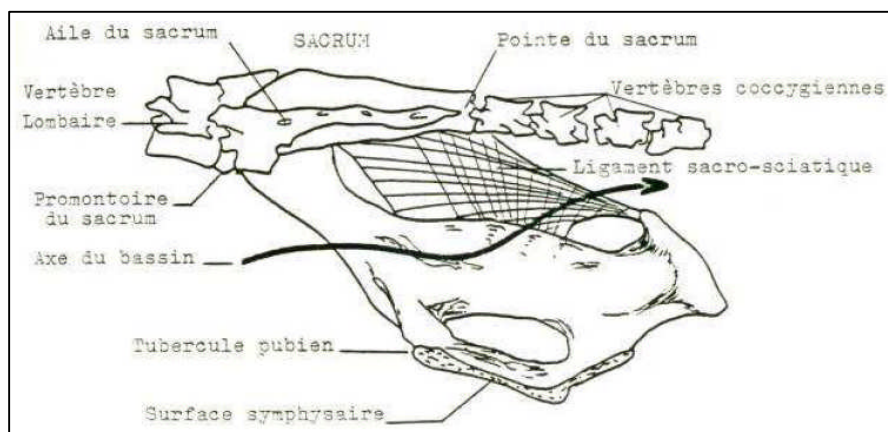 Aile du sacrum
SACRUM
Pointe du sacrum
Vertèbre
Lombaire
Vertèbres coccygiennes
Ligament sacro-sciatique
Promontoire
du sacrum
Axe du bassin
Tubercule pubien
Surface symphysaire